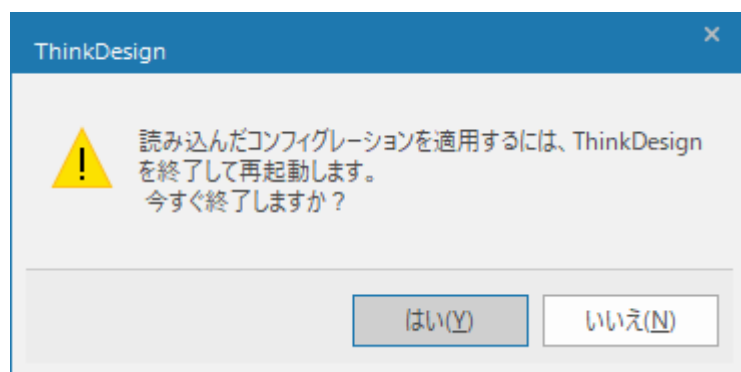 ThinkDesign
読み込んだコンフィグレーションを適用するには、ThinkDesign
を終了して再起動します。
今すぐ終了しますか？
はい(Y)
いいえ(N)